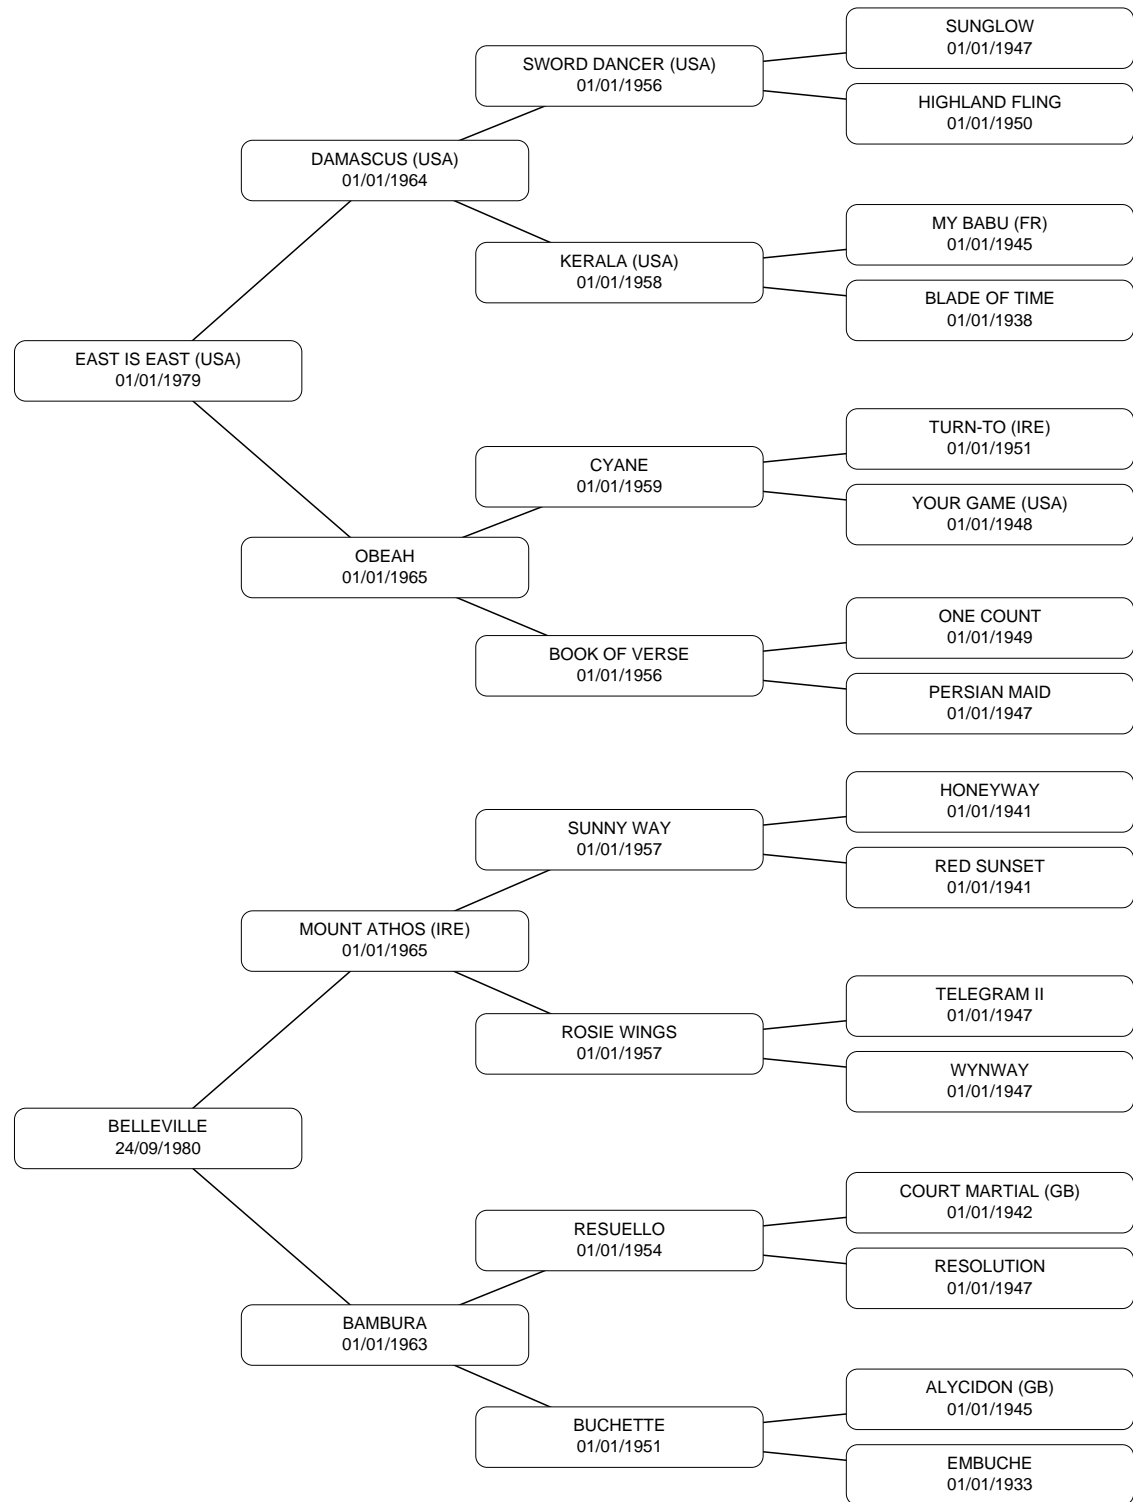 SUNGLOW
01/01/1947
SWORD DANCER (USA)
01/01/1956
HIGHLAND FLING
01/01/1950
DAMASCUS (USA)
01/01/1964
MY BABU (FR)
01/01/1945
KERALA (USA)
01/01/1958
BLADE OF TIME
01/01/1938
EAST IS EAST (USA)
01/01/1979
TURN-TO (IRE)
01/01/1951
CYANE
01/01/1959
YOUR GAME (USA)
01/01/1948
OBEAH
01/01/1965
ONE COUNT
01/01/1949
BOOK OF VERSE
01/01/1956
PERSIAN MAID
01/01/1947
HONEYWAY
01/01/1941
SUNNY WAY
01/01/1957
RED SUNSET
01/01/1941
MOUNT ATHOS (IRE)
01/01/1965
TELEGRAM II
01/01/1947
ROSIE WINGS
01/01/1957
WYNWAY
01/01/1947
BELLEVILLE
24/09/1980
COURT MARTIAL (GB)
01/01/1942
RESUELLO
01/01/1954
RESOLUTION
01/01/1947
BAMBURA
01/01/1963
ALYCIDON (GB)
01/01/1945
BUCHETTE
01/01/1951
EMBUCHE
01/01/1933